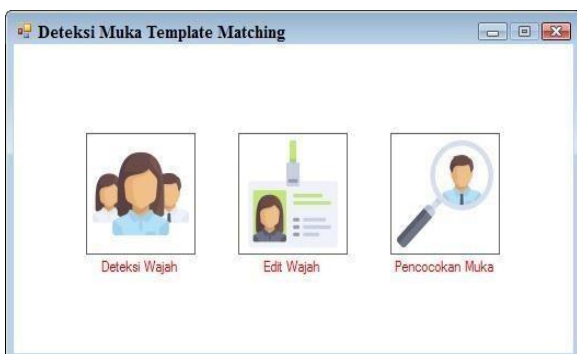 Deteksi Muka Template Matching
Deteksi Wajah
Edit Wajah
Pencocokan Muka